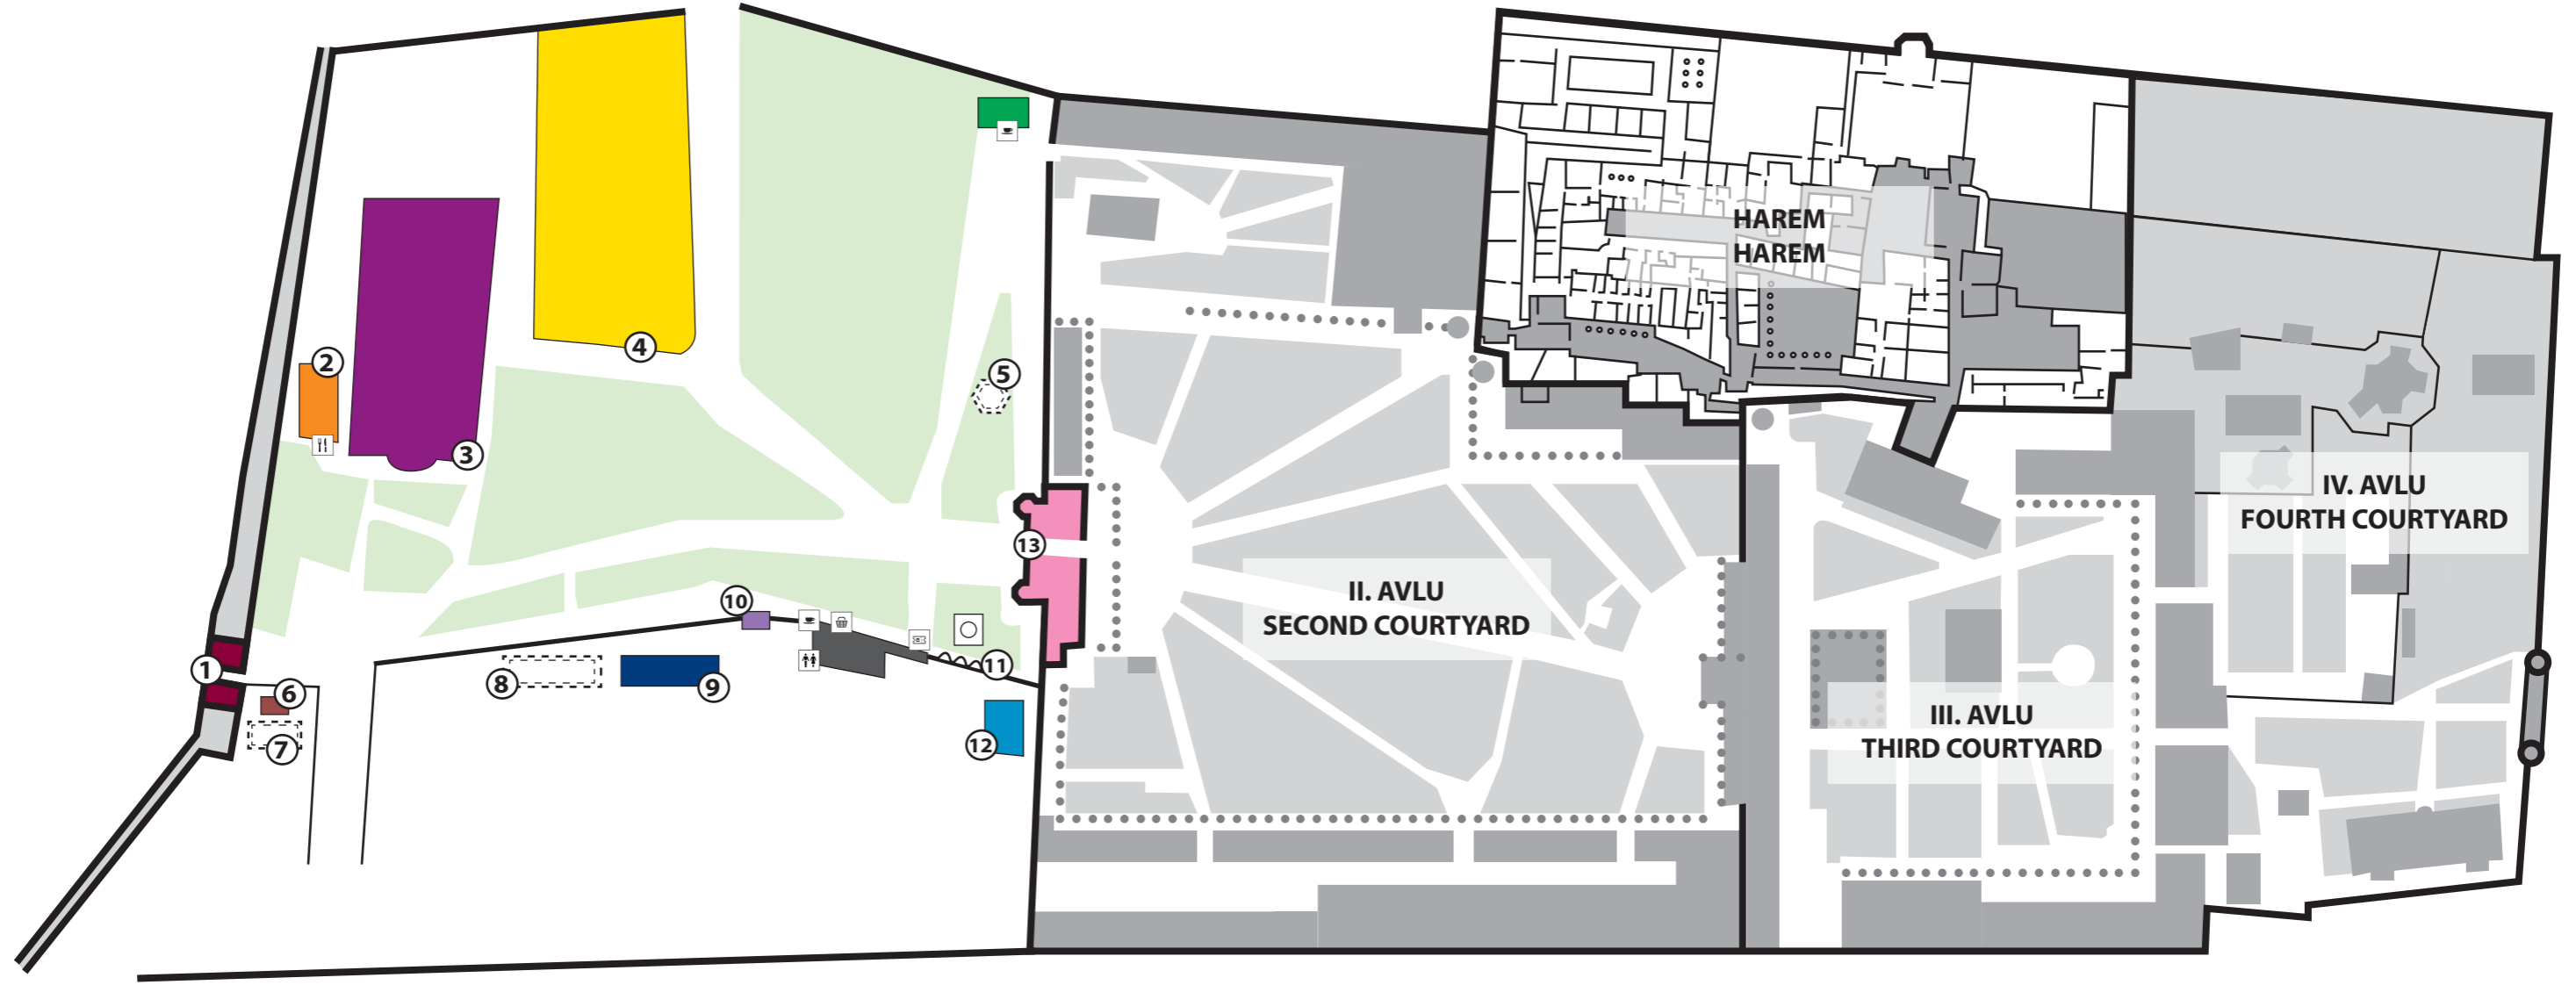 HAREM
HAREM
2
4
5
3
IV. AVLU
FOURTH COURTYARD
13
II. AVLU
SECOND COURTYARD
10
1
8
9
11
6
7
12
III. AVLU
THIRD COURTYARD